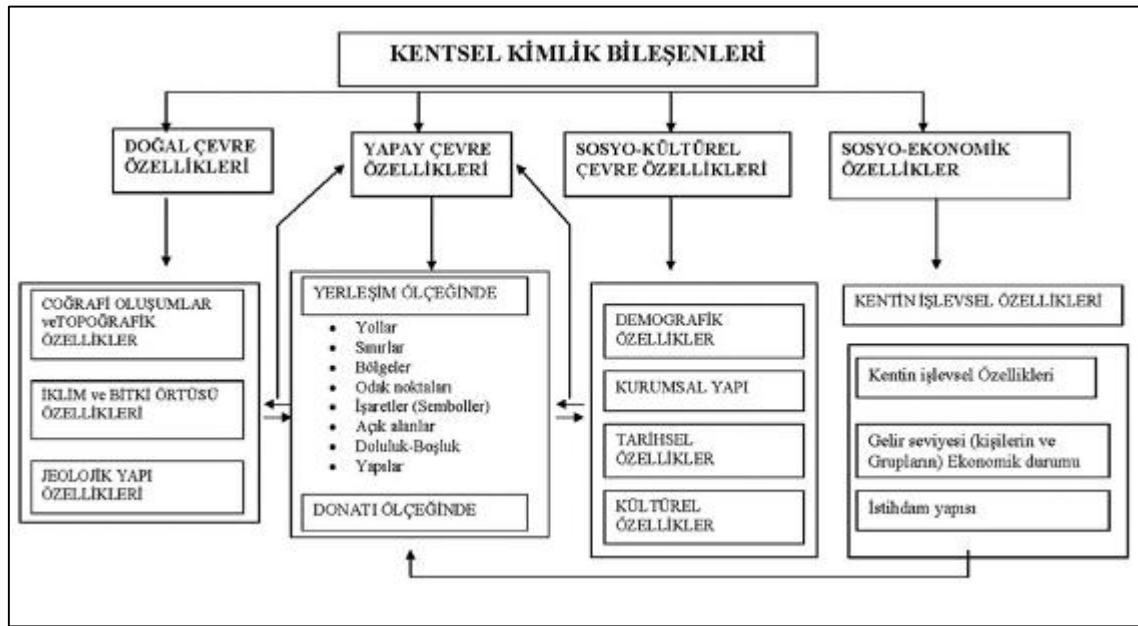 KENTSEL KİMLİK BİLEŞENLERİ
DOĞAL ÇEVRE
ÖZELLİKLERİ
YAPAY ÇEVRE
ÖZELLİKLERİ
SOSYO-KÜLTÜREL
ÇEVRE ÖZELLİKLERİ
SOSYO-EKONOMİK
ÖZELLİKLER
COĞRAFİ OLUŞUMLAR
veTOPOĞRAFİK
ÖZELLİKLER
İKLİM ve BİTKİ ÖRTÜSÜ
ÖZELLİKLERİ
JEOLOJİK YAPI
ÖZELLİKLERİ
YERLEŞİM ÖLÇEĞİNDE
• Yollar
• Sınırlar
• Bölgeler
• Odak noktaları
• İşaretler (Semboller)
• Açık alanlar
• Doluluk-Boşluk
• Yapılar
DONATI ÖLÇEĞİNDE
DEMOGRAFİK
ÖZELLİKLER
KURUMSAL YAPI
TARİHSEL
ÖZELLİKLER
KÜLTÜREL
ÖZELLİKLER
KENTİN İŞLEVSEL ÖZELLİKLERİ
Kentin işlevsel Özellikleri
Gelir seviyesi (kişilerin ve
Grupların) Ekonomik durumu
İstihdam yapısı